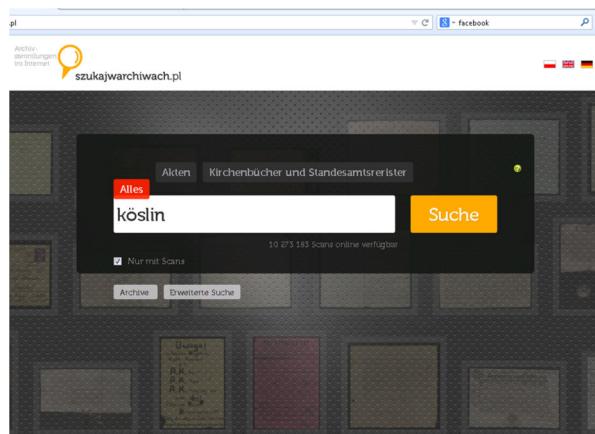 .pl
facebook
Archiv-
sammlungen
im Internet
szukajwarchiwach.pl
Akten Kirchenbücher und Standesamtsrerister
Alles
köslin Suche
10 273 183 Scans online verfügbar
Nur mit Scans
Archive Erweiterte Suche